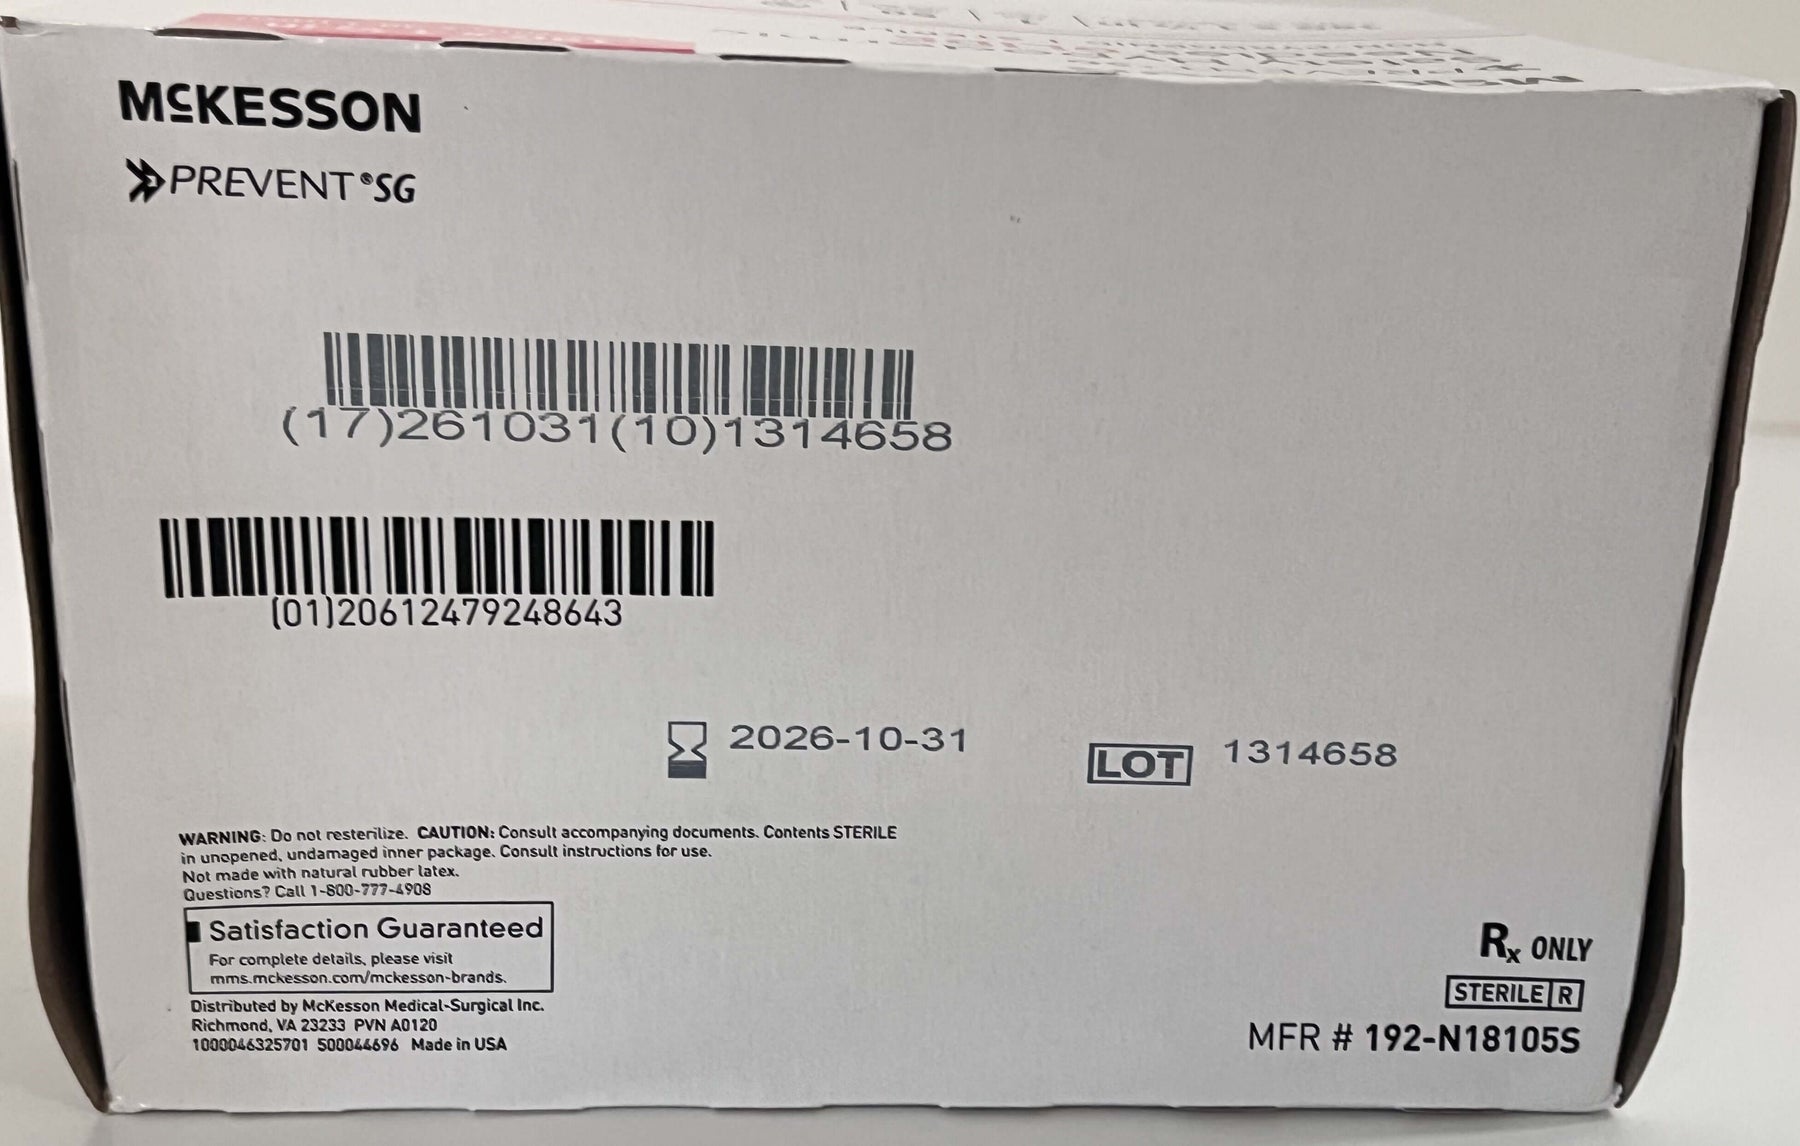 McKESSON
PREVENT®SG
(17)261031(10)1314658
(01)20612479248643
2026-10-31
LOT 1314658
WARNING: Do not resterilize. CAUTION: Consult accompanying documents. Contents STERILE
in unopened, undamaged inner package. Consult instructions for use.
Not made with natural rubber latex.
Questions? Call 1-800-777-4908
Satisfaction Guaranteed
For complete details, please visit
mms.mckesson.com/mckesson-brands.
Distributed by McKesson Medical-Surgical Inc.
Richmond, VA 23233 PVN A0120
1000046325701 500044696 Made in USA
Rx ONLY
STERILE R
MFR # 192-N18105S